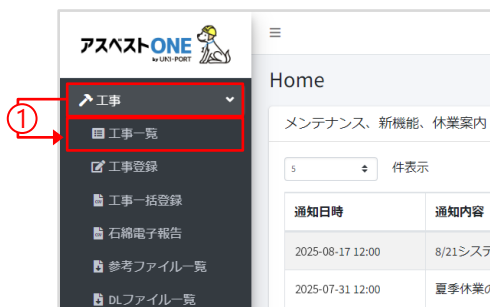 アスベストONE
by UNI-PORT
Home
①
工事
工事一覧
工事登録
工事一括登録
石綿電子報告
参考ファイル一覧
DLファイル一覧
メンテナンス、新機能、休業案内
5 件表示
通知日時 通知内容
2025-08-17 12:00 8/21システ
2025-07-31 12:00 夏季休業の